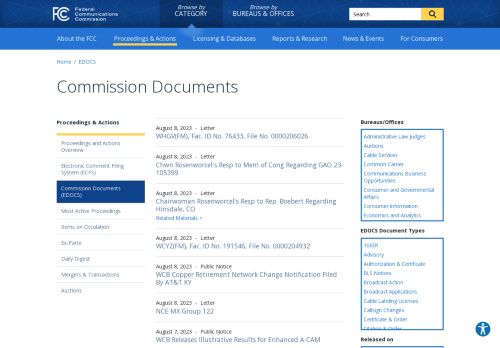 FCC
Federal
Communications
Commission
Browse by
CATEGORY
Browse by
BUREAUS & OFFICES
Search
About the FCC
Proceedings & Actions
Licensing & Databases
Reports & Research
News & Events
For Consumers
Home / EDOCS
Commission Documents
Proceedings & Actions
Proceedings and Actions
Overview
Electronic Comment Filing
System (ECFS)
Commission Documents
(EDOCS)
Most Active Proceedings
Items on Circulation
Ex-Parte
Daily Digest
Mergers & Transactions
Auctions
August 8, 2023 - Letter
WHGV(FM), Fac. ID No. 76433, File No. 0000206026
August 8, 2023 - Letter
Chwn Rosenworcel's Resp to Mem of Cong Regarding GAO 23-
105399
August 8, 2023 - Letter
Chairwoman Rosenworcel's Resp to Rep. Boebert Regarding
Hinsdale, CO
Related Materials >
August 8, 2023 - Letter
WCYZ(FM), Fac. ID No. 191546, File No. 0000204932
August 8, 2023 - Public Notice
WCB Copper Retirement Network Change Notification Filed
By AT&T KY
August 8, 2023 - Letter
NCE MX Group 122
August 7, 2023 - Public Notice
WCB Releases Illustrative Results for Enhanced A-CAM
Bureaus/Offices
Administrative Law Judges
Auctions
Cable Services
Common Carrier
Communications Business
Opportunities
Consumer and Governmental
Affairs
Consumer Information
Economics and Analytics
EDOCS Document Types
106ER
Advisory
Authorization & Certificate
BLS Notices
Broadcast Action
Broadcast Applications
Cable Landing Licenses
Callsign Changes
Certificate & Order
Citation & Order
Released on